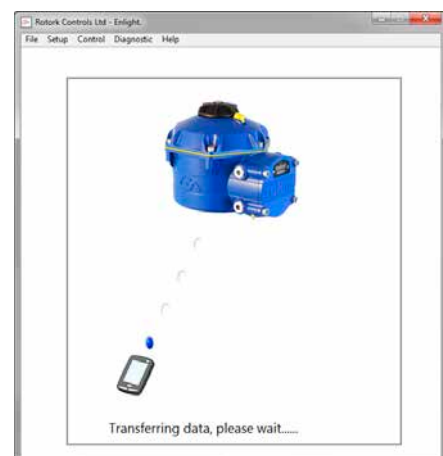 Rotork Controls Ltd - Enlight.
File Setup Control Diagnostic Help
Transferring data, please wait......